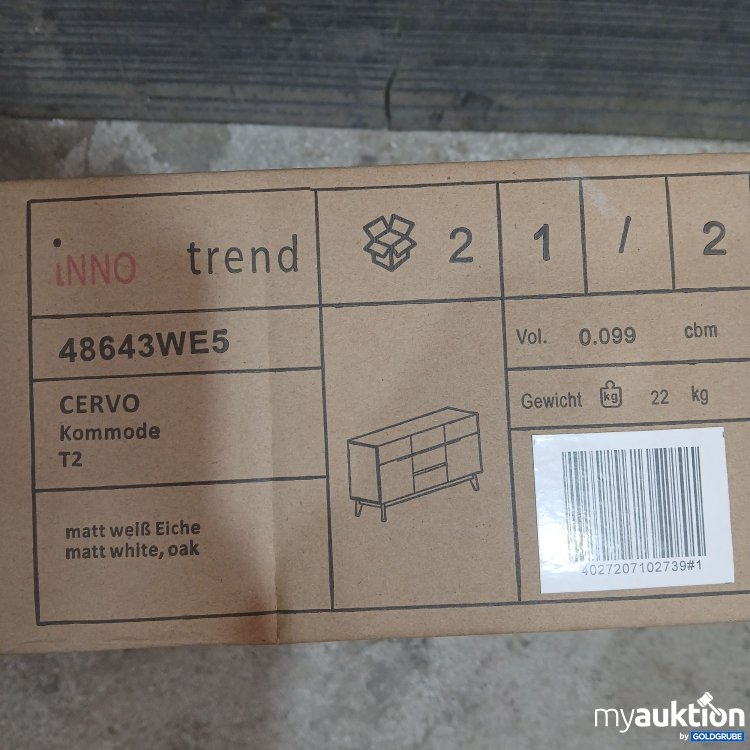 iNNO trend
2
1 / 2
48643WE5
Vol. 0.099 cbm
CERVO
Kommode
T2
Gewicht kg 22 kg
matt weiß Eiche
matt white, oak
4027207102739#1
myauktion
by GOLDGRUBE